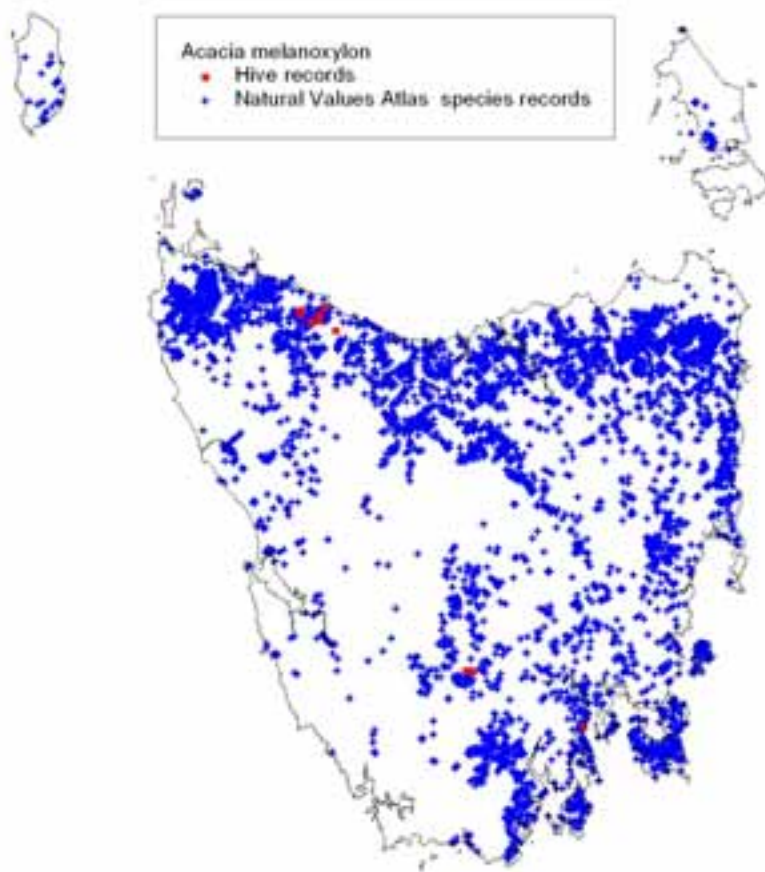 Acacia melanoxylon
Hive records
Natural Values Atlas species records